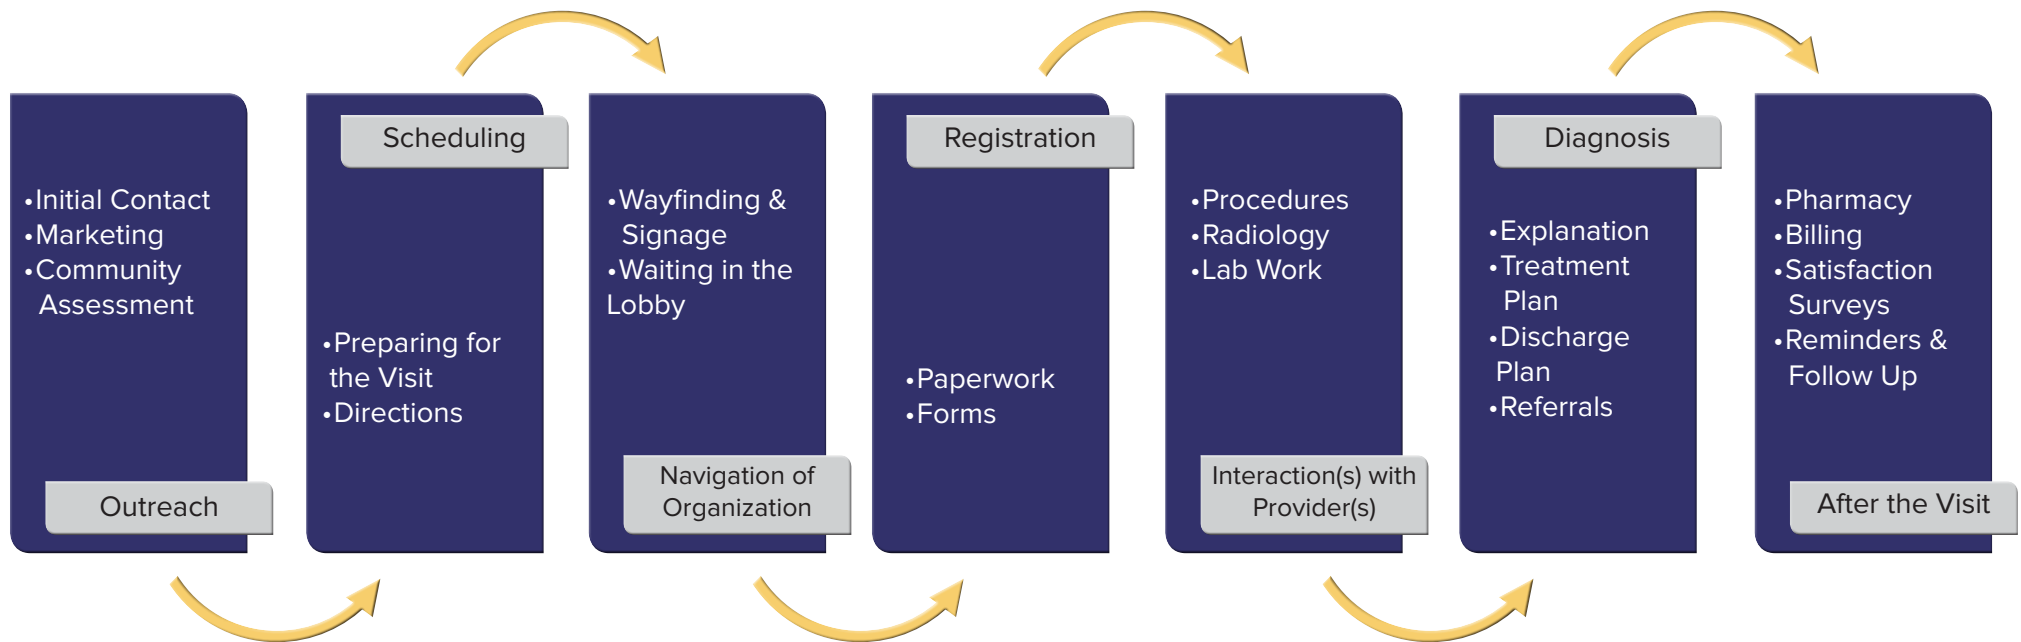 •Initial Contact
•Marketing
•Community
Assessment
Outreach
Scheduling
•Preparing for
the Visit
•Directions
•Wayfinding &
Signage
•Waiting in the
Lobby
Navigation of
Organization
Registration
•Paperwork
•Forms
•Procedures
•Radiology
•Lab Work
Interaction(s) with
Provider(s)
Diagnosis
•Explanation
•Treatment
Plan
•Discharge
Plan
•Referrals
•Pharmacy
•Billing
•Satisfaction
Surveys
•Reminders &
Follow Up
After the Visit